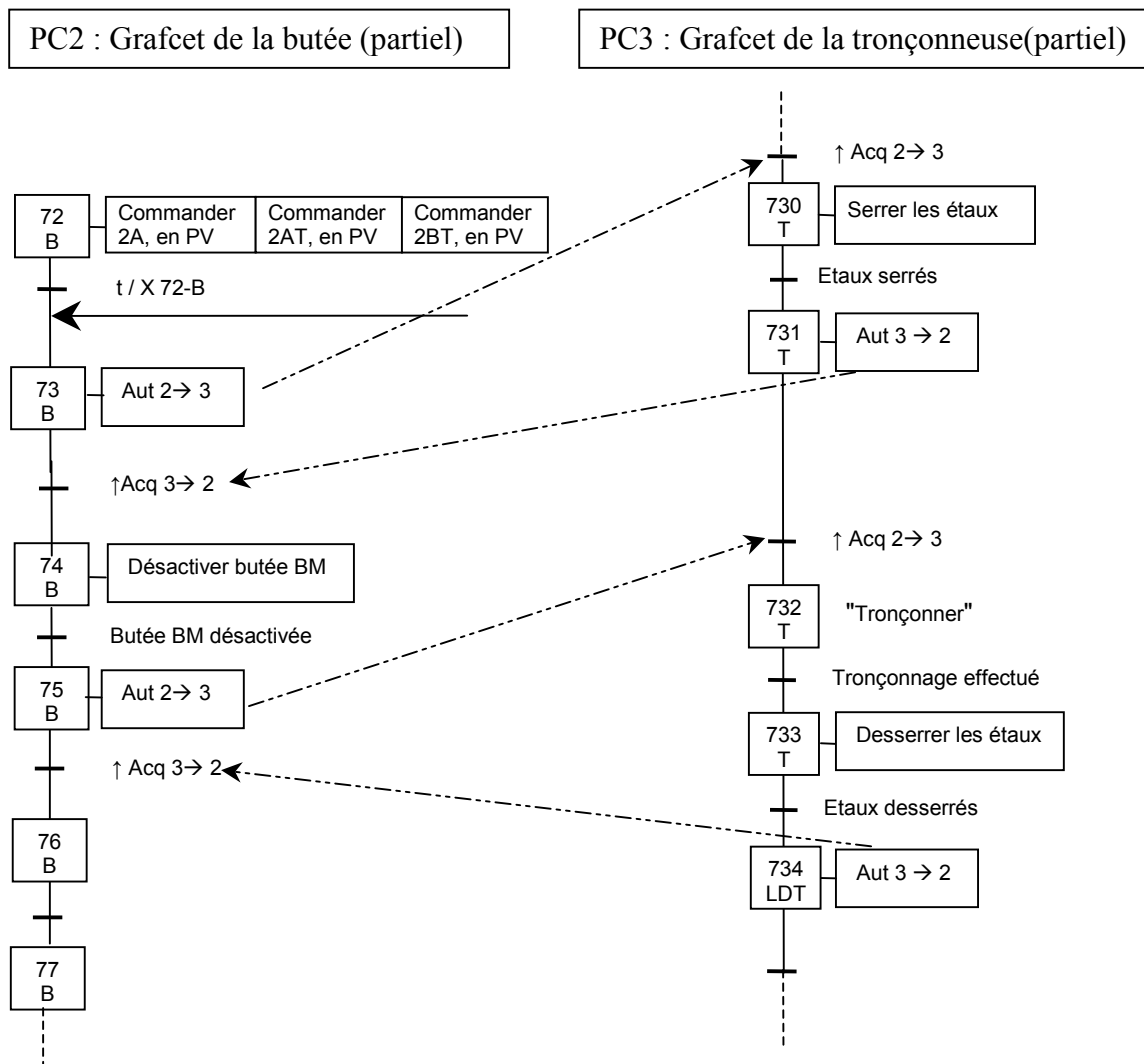 PC2 : Grafcet de la butée (partiel)
72
B
Commander
2A, en PV
Commander
2AT, en PV
Commander
2BT, en PV
t / X 72-B
73
B
Aut 2→ 3
↑Acq 3→ 2
74
B
Désactiver butée BM
Butée BM désactivée
75
B
Aut 2→ 3
↑ Acq 3→ 2
76
B
77
B
PC3 : Grafcet de la tronçonneuse(partiel)
↑ Acq 2→ 3
730
T
Serrer les étaux
Etaux serrés
731
T
Aut 3 → 2
↑ Acq 2→ 3
732
T
"Tronçonner"
Tronçonnage effectué
733
T
Desserrer les étaux
Etaux desserrés
734
LDT
Aut 3 → 2